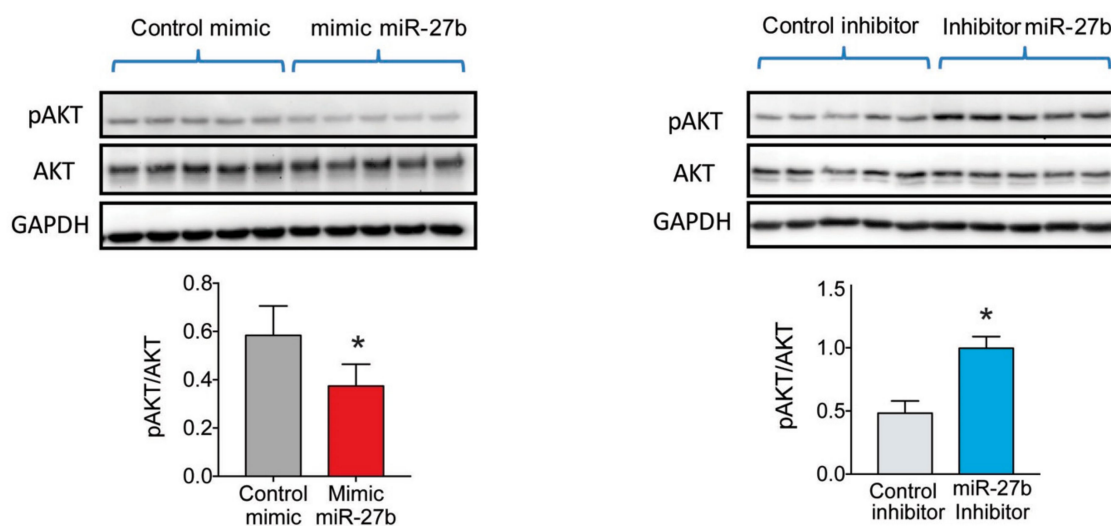 Control mimic mimic miR-27b
pAKT
AKT
GAPDH
0.8
0.6
0.4
0.2
0.0
pAKT/AKT
*
Control
mimic
Mimic
miR-27b
Control inhibitor Inhibitor miR-27b
pAKT
AKT
GAPDH
1.5
1.0
0.5
0.0
pAKT/AKT
*
Control
inhibitor
miR-27b
Inhibitor